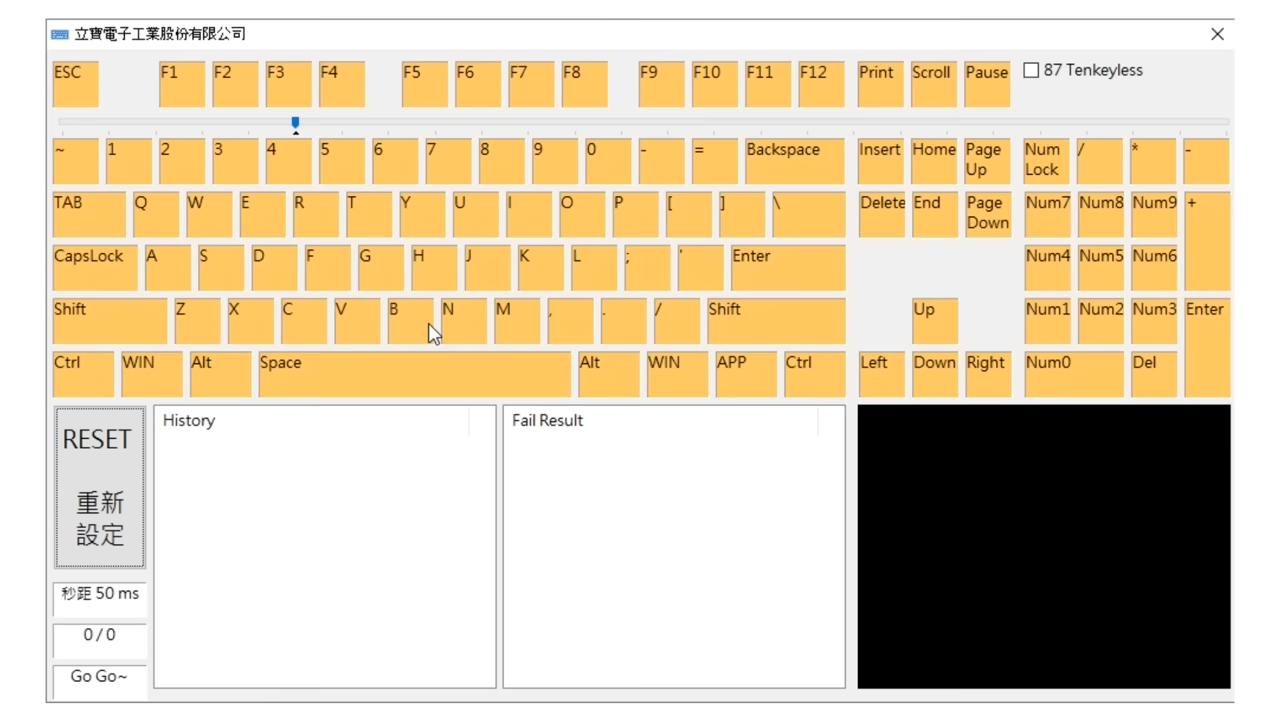 立寶電子工業股份有限公司
ESC F1 F2 F3 F4 F5 F6 F7 F8 F9 F10 F11 F12 Print Scroll Pause 87 Tenkeyless
~ 1 2 3 4 5 6 7 8 9 0 - = Backspace Insert Home Page Up Num Lock / * -
TAB Q W E R T Y U I O P [ ] \ Delete End Page Down Num7 Num8 Num9 +
CapsLock A S D F G H J K L ; ' Enter Num4 Num5 Num6
Shift Z X C V B N M , . / Shift Up Num1 Num2 Num3 Enter
Ctrl WIN Alt Space Alt WIN APP Ctrl Left Down Right Num0 Del
RESET
重新
設定
History
Fail Result
秒距 50 ms
0 / 0
Go Go~